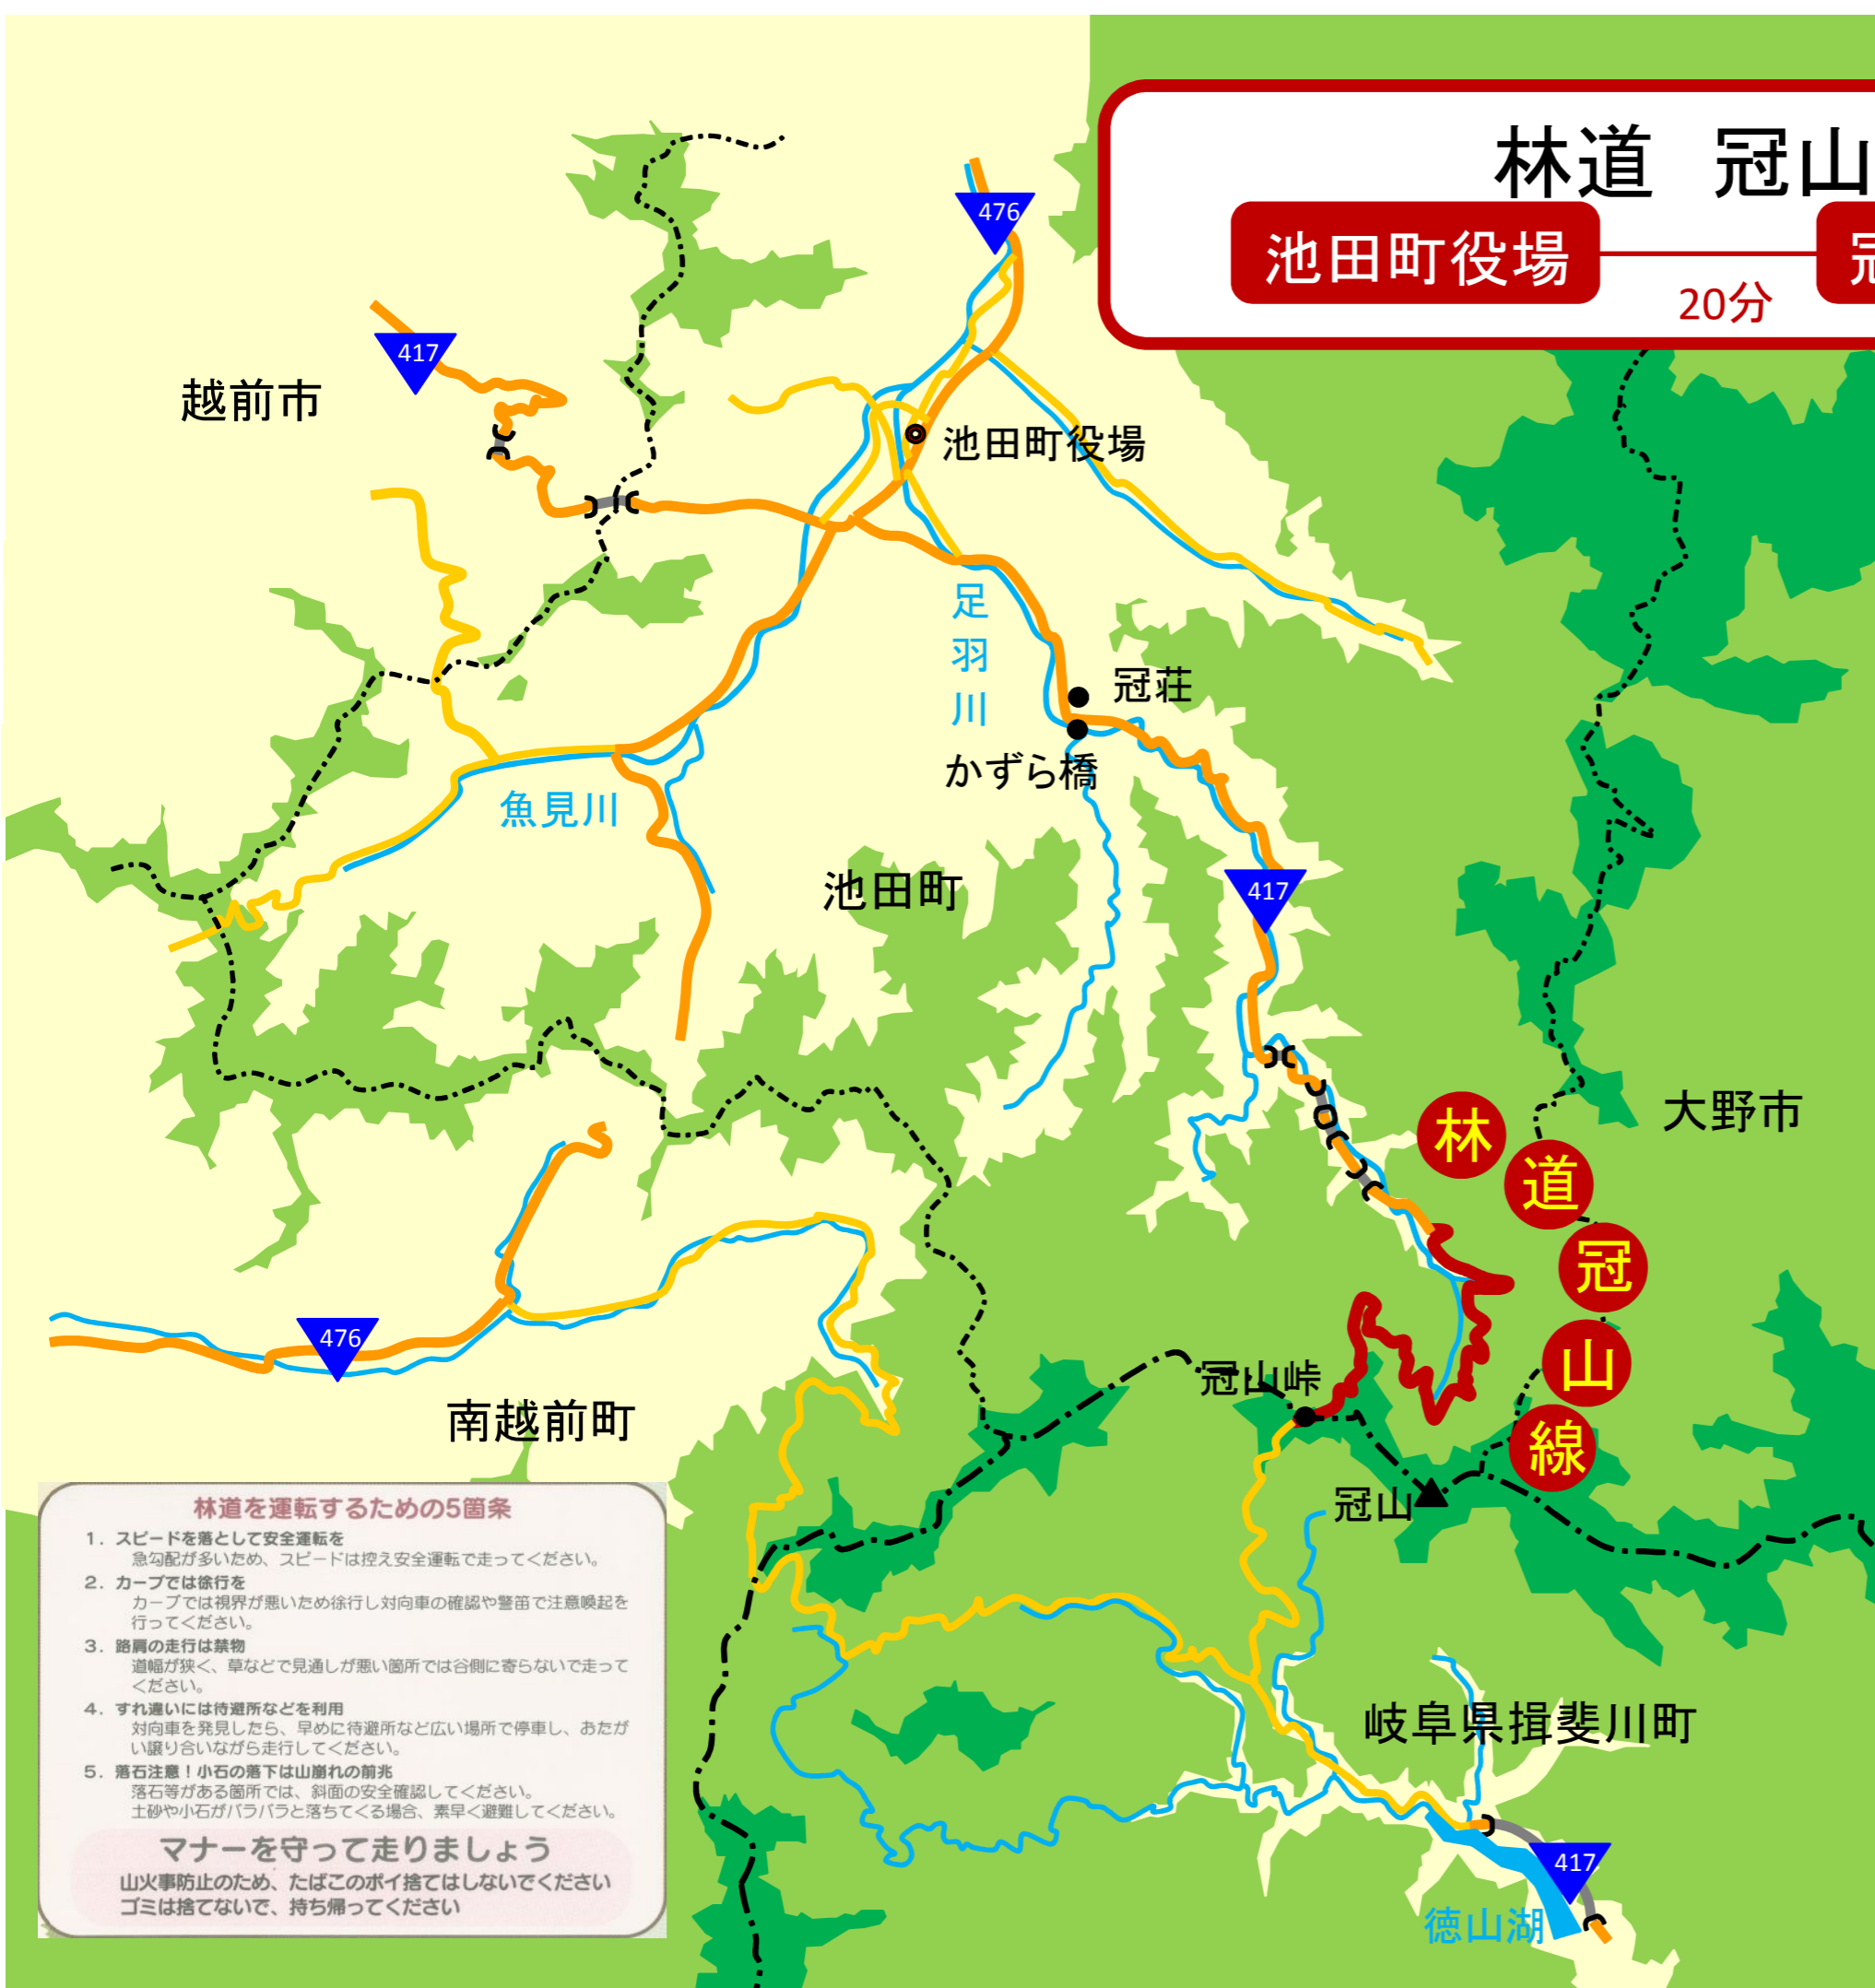 林道　冠山
池田町役場
20分
476
417
越前市
池田町役場
足羽川
冠荘
かずら橋
魚見川
池田町
417
大野市
林道冠山線
476
南越前町
冠山峠
冠山
岐阜県揖斐川町
417
徳山湖
林道を運転するための5箇条
1. スピードを落として安全運転を
急勾配が多いため、スピードは控え安全運転で走ってください。
2. カーブでは徐行を
カーブでは視界が悪いため徐行し対向車の確認や警笛で注意喚起を
行ってください。
3. 路肩の走行は禁物
道幅が狭く、草などで見通しが悪い箇所では谷側に寄らないで走って
ください。
4. すれ違いには待避所などを利用
対向車を発見したら、早めに待避所など広い場所で停車し、おたが
い譲り合いながら走行してください。
5. 落石注意！小石の落下は山崩れの前兆
落石等がある箇所では、斜面の安全確認してください。
土砂や小石がパラパラと落ちてくる場合、素早く避難してください。
マナーを守って走りましょう
山火事防止のため、たばこのポイ捨てはしないでください
ゴミは捨てないで、持ち帰ってください